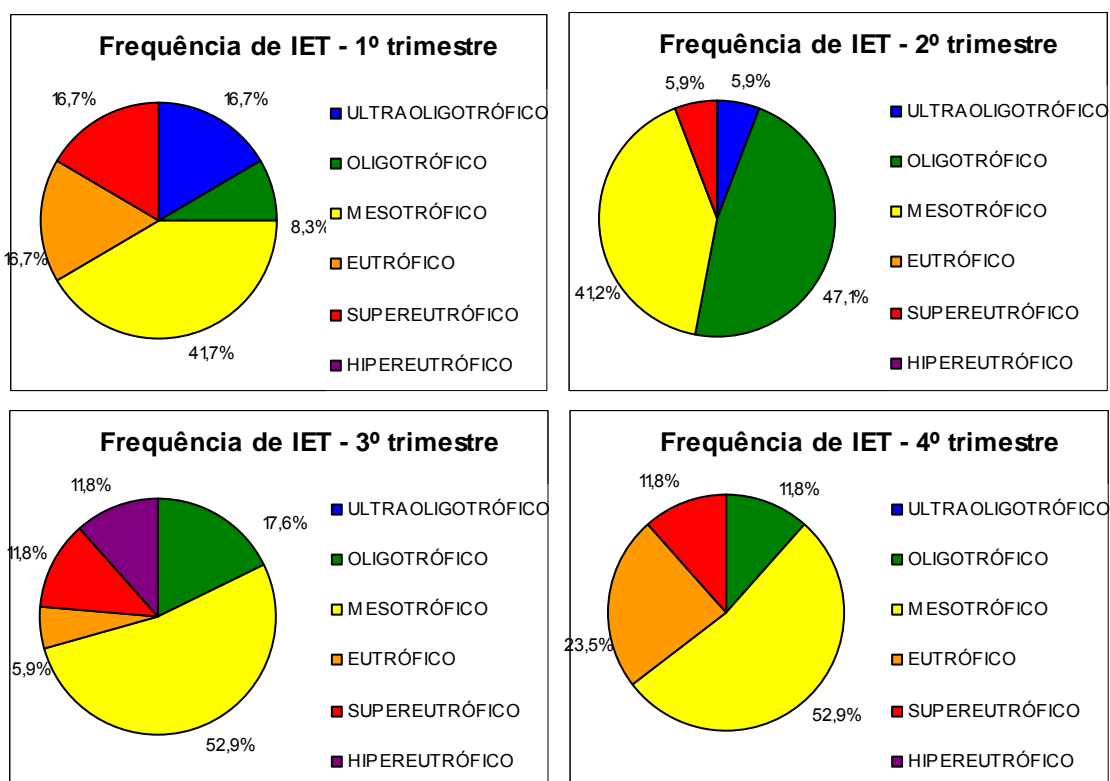 Frequência de IET - 1º trimestre
16,7%
16,7%
8,3%
16,7%
41,7%
ULTRAOLIGOTRÓFICO
OLIGOTRÓFICO
MESOTRÓFICO
EUTRÓFICO
SUPEREUTRÓFICO
HIPEREUTRÓFICO
Frequência de IET - 2º trimestre
5,9%
5,9%
41,2%
47,1%
ULTRAOLIGOTRÓFICO
OLIGOTRÓFICO
MESOTRÓFICO
EUTRÓFICO
SUPEREUTRÓFICO
HIPEREUTRÓFICO
Frequência de IET - 3º trimestre
11,8%
17,6%
11,8%
5,9%
52,9%
ULTRAOLIGOTRÓFICO
OLIGOTRÓFICO
MESOTRÓFICO
EUTRÓFICO
SUPEREUTRÓFICO
HIPEREUTRÓFICO
Frequência de IET - 4º trimestre
11,8%
11,8%
23,5%
52,9%
ULTRAOLIGOTRÓFICO
OLIGOTRÓFICO
MESOTRÓFICO
EUTRÓFICO
SUPEREUTRÓFICO
HIPEREUTRÓFICO